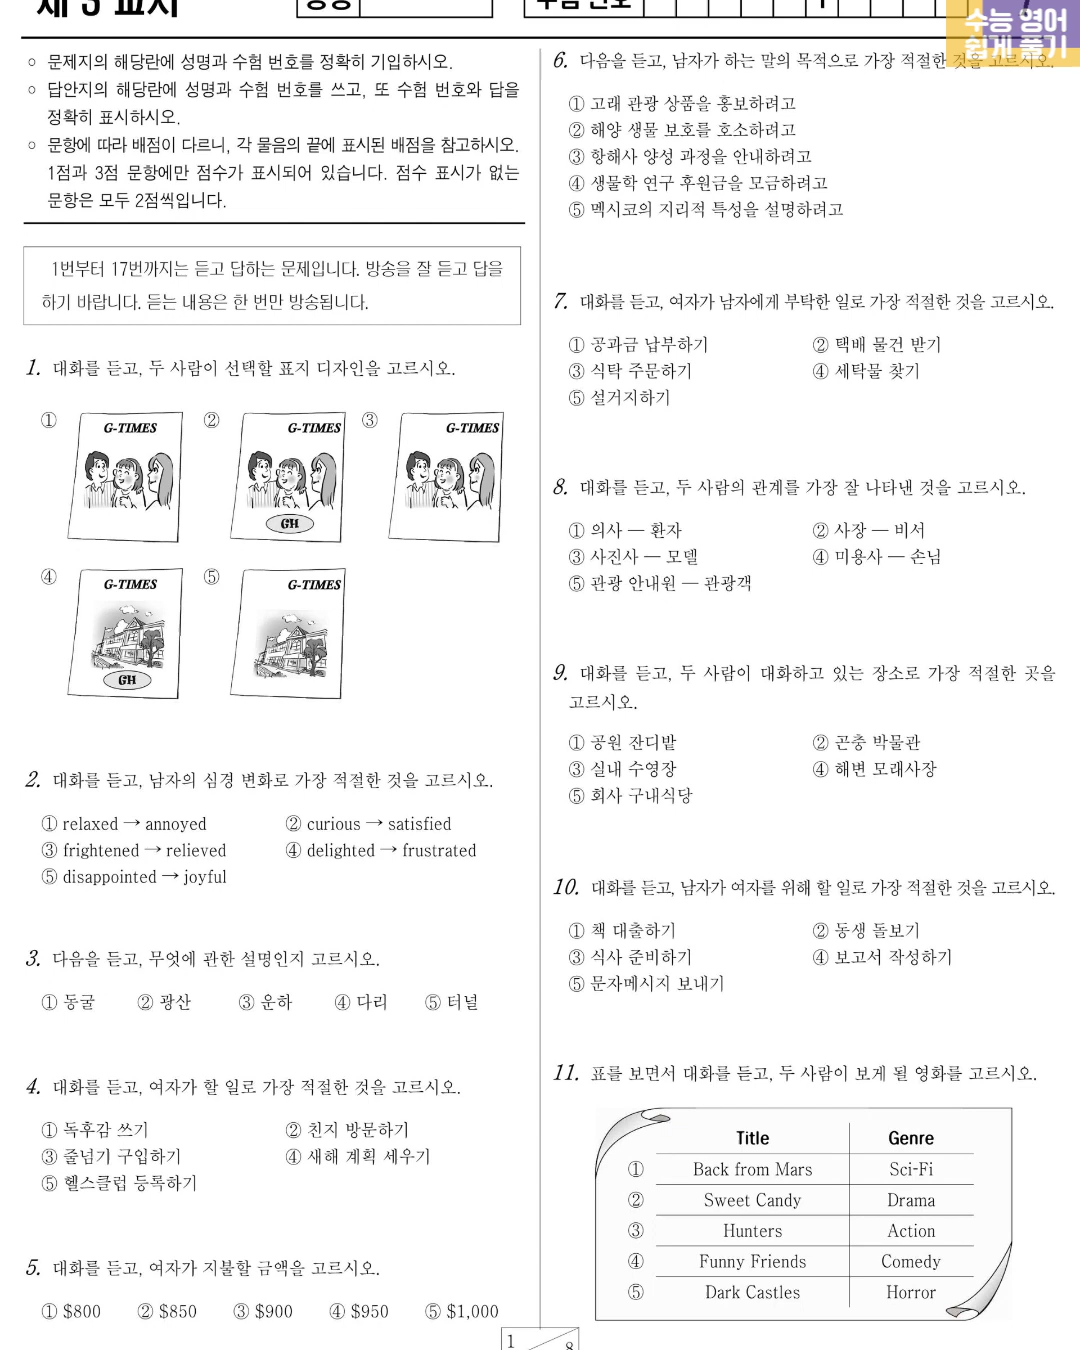 제 3 교시
성명
수험 번호
수능 영어
쉽게 풀기
○ 문제지의 해당란에 성명과 수험 번호를 정확히 기입하시오.
○ 답안지의 해당란에 성명과 수험 번호를 쓰고, 또 수험 번호와 답을
정확히 표시하시오.
○ 문항에 따라 배점이 다르니, 각 물음의 끝에 표시된 배점을 참고하시오.
1점과 3점 문항에만 점수가 표시되어 있습니다. 점수 표시가 없는
문항은 모두 2점씩입니다.
1번부터 17번까지는 듣고 답하는 문제입니다. 방송을 잘 듣고 답을
하기 바랍니다. 듣는 내용은 한 번만 방송됩니다.
1. 대화를 듣고, 두 사람이 선택할 표지 디자인을 고르시오.
① G-TIMES
② G-TIMES GH
③ G-TIMES
④ G-TIMES GH
⑤ G-TIMES
2. 대화를 듣고, 남자의 심경 변화로 가장 적절한 것을 고르시오.
① relaxed → annoyed ② curious → satisfied
③ frightened → relieved ④ delighted → frustrated
⑤ disappointed → joyful
3. 다음을 듣고, 무엇에 관한 설명인지 고르시오.
① 동굴 ② 광산 ③ 운하 ④ 다리 ⑤ 터널
4. 대화를 듣고, 여자가 할 일로 가장 적절한 것을 고르시오.
① 독후감 쓰기 ② 친지 방문하기
③ 줄넘기 구입하기 ④ 새해 계획 세우기
⑤ 헬스클럽 등록하기
5. 대화를 듣고, 여자가 지불할 금액을 고르시오.
① $800 ② $850 ③ $900 ④ $950 ⑤ $1,000
6. 다음을 듣고, 남자가 하는 말의 목적으로 가장 적절한 것을 고르시오.
① 고래 관광 상품을 홍보하려고
② 해양 생물 보호를 호소하려고
③ 항해사 양성 과정을 안내하려고
④ 생물학 연구 후원금을 모금하려고
⑤ 멕시코의 지리적 특성을 설명하려고
7. 대화를 듣고, 여자가 남자에게 부탁한 일로 가장 적절한 것을 고르시오.
① 공과금 납부하기 ② 택배 물건 받기
③ 식탁 주문하기 ④ 세탁물 찾기
⑤ 설거지하기
8. 대화를 듣고, 두 사람의 관계를 가장 잘 나타낸 것을 고르시오.
① 의사 — 환자 ② 사장 — 비서
③ 사진사 — 모델 ④ 미용사 — 손님
⑤ 관광 안내원 — 관광객
9. 대화를 듣고, 두 사람이 대화하고 있는 장소로 가장 적절한 곳을
고르시오.
① 공원 잔디밭 ② 곤충 박물관
③ 실내 수영장 ④ 해변 모래사장
⑤ 회사 구내식당
10. 대화를 듣고, 남자가 여자를 위해 할 일로 가장 적절한 것을 고르시오.
① 책 대출하기 ② 동생 돌보기
③ 식사 준비하기 ④ 보고서 작성하기
⑤ 문자메시지 보내기
11. 표를 보면서 대화를 듣고, 두 사람이 보게 될 영화를 고르시오.
Title Genre
① Back from Mars Sci-Fi
② Sweet Candy Drama
③ Hunters Action
④ Funny Friends Comedy
⑤ Dark Castles Horror
1 8